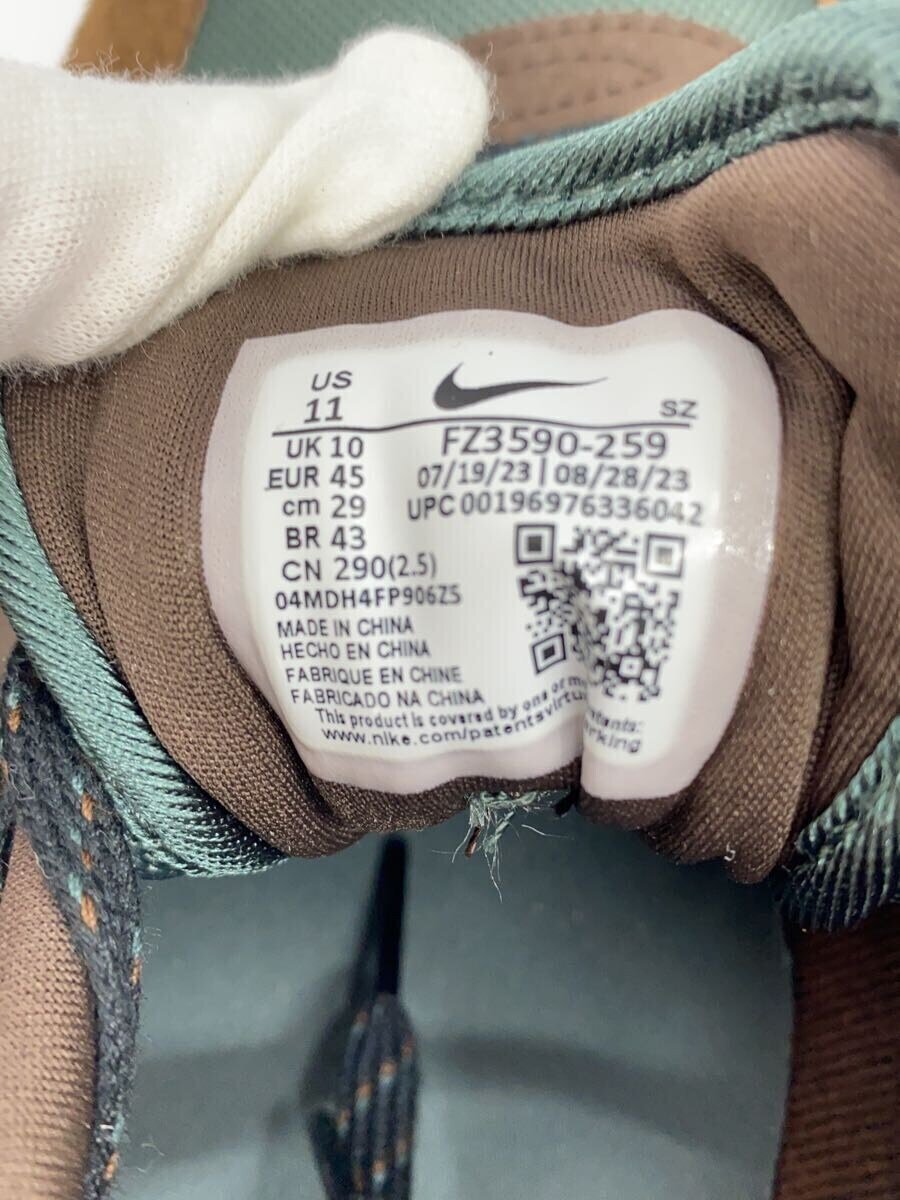 US
11
SZ
UK 10
FZ3590-259
EUR 45
07/19/23 | 08/28/23
cm 29
UPC 00196976336042
BR 43
CN 290(2.5)
04MDH4FP906Z5
MADE IN CHINA
HECHO EN CHINA
FABRIQUE EN CHINE
FABRICADO NA CHINA
This product is covered by one or
www.nike.com/patents